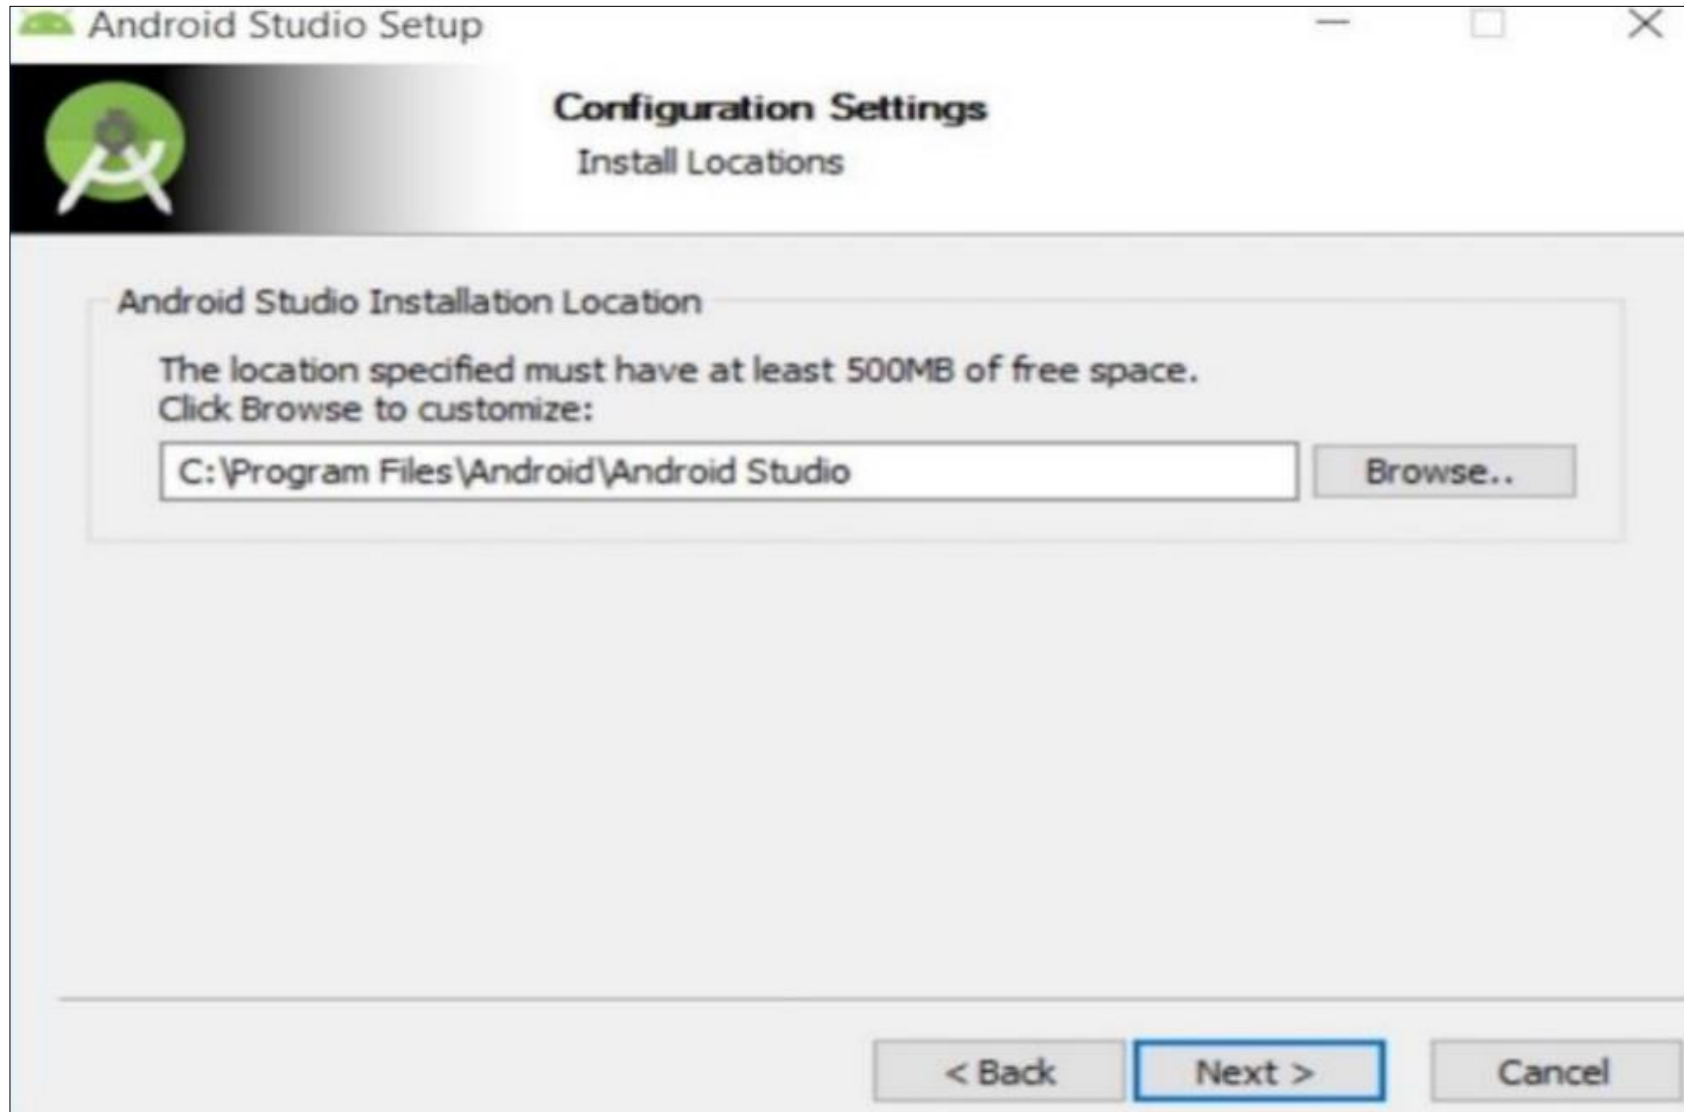 Android Studio Setup
Configuration Settings
Install Locations
Android Studio Installation Location
The location specified must have at least 500MB of free space.
Click Browse to customize:
C:\Program Files\Android\Android Studio
Browse..
< Back
Next >
Cancel